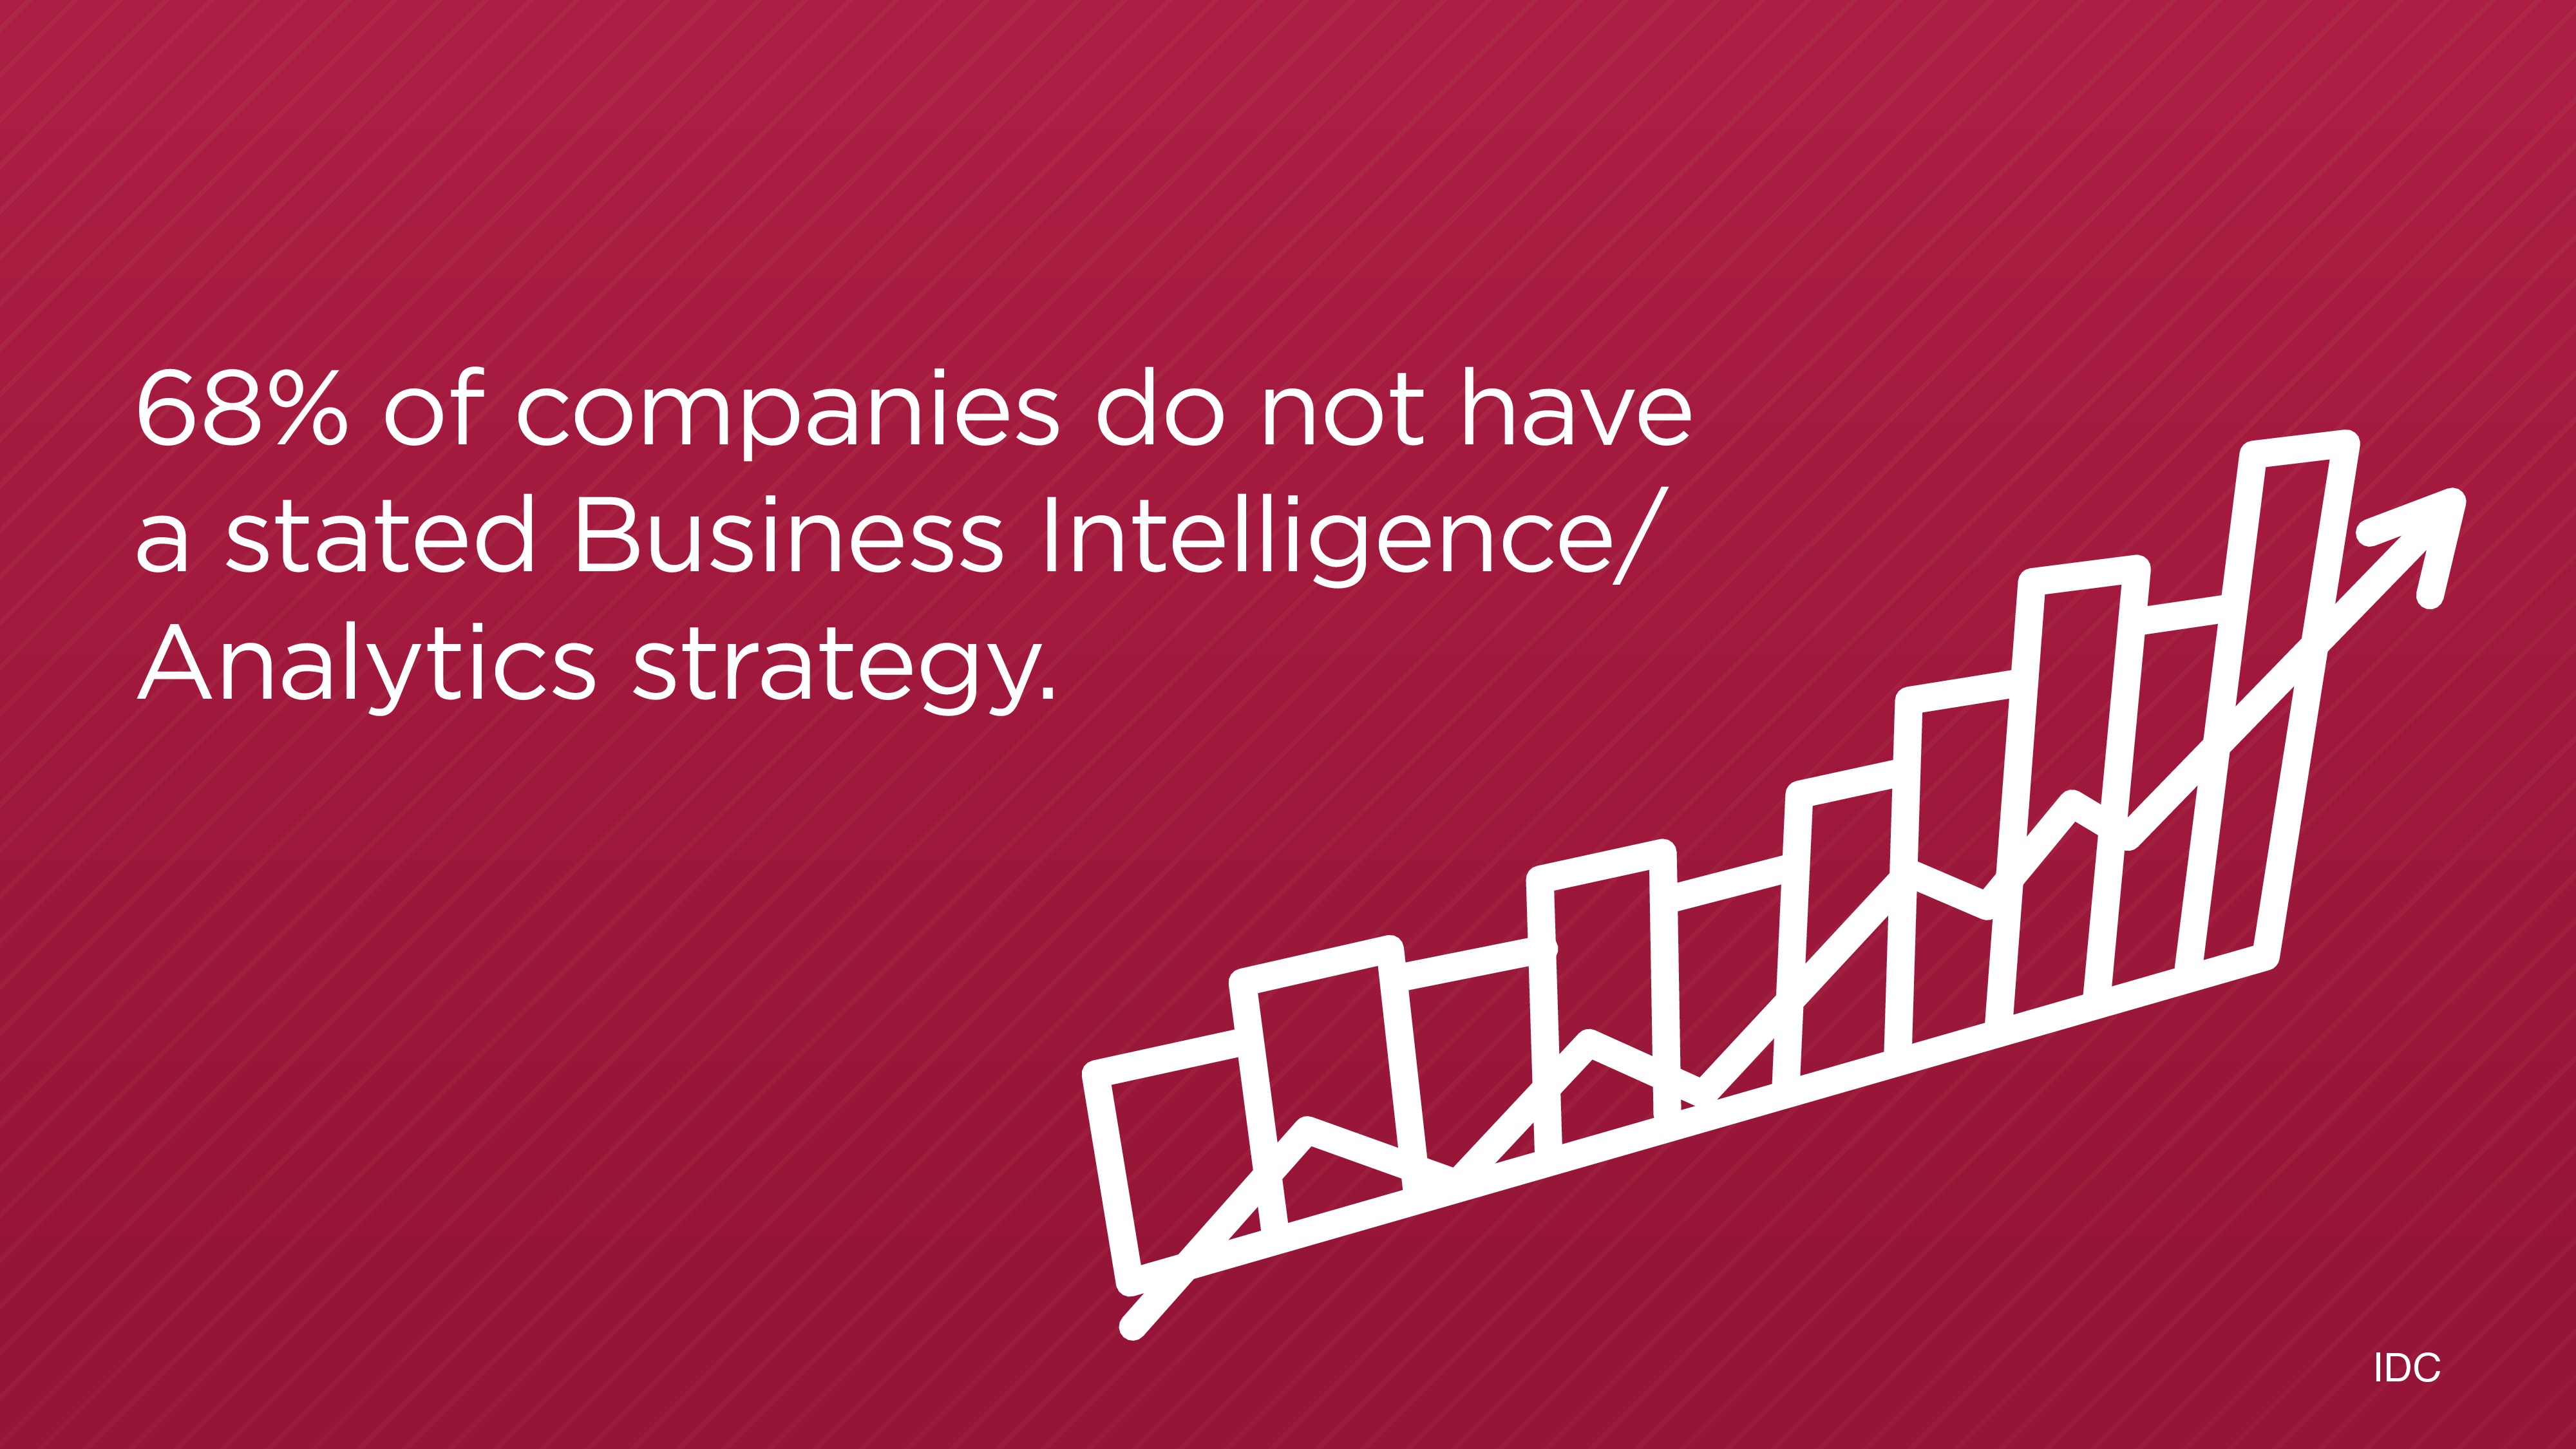 68% of companies do not have
a stated Business Intelligence/
Analytics strategy.
IDC